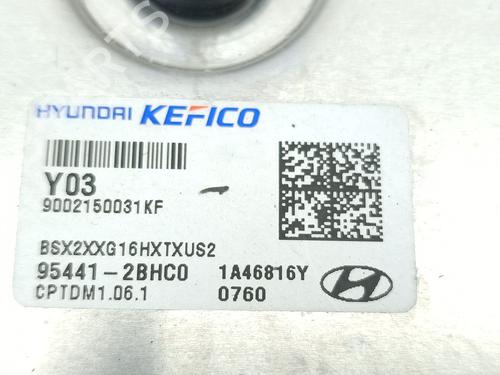 HYUNDAI KEFICO
Y03
9002150031KF
BSX2XXG16HXTXUS2
95441-2BHC0 1A46816Y
CPTDM1.06.1 0760